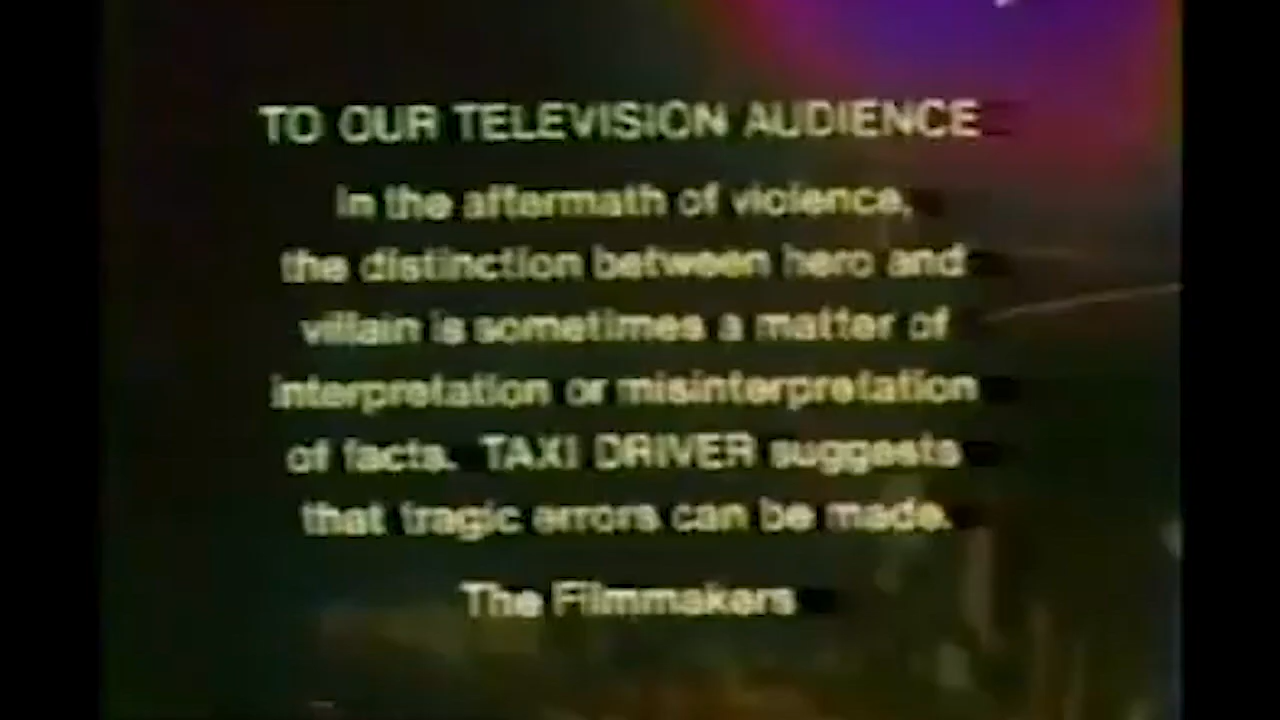 TO OUR TELEVISION AUDIENCE
In the aftermath of violence,
the distinction between hero and
villain is sometimes a matter of
interpretation or misinterpretation
of facts. TAXI DRIVER suggests
that tragic errors can be made.
The Filmmakers